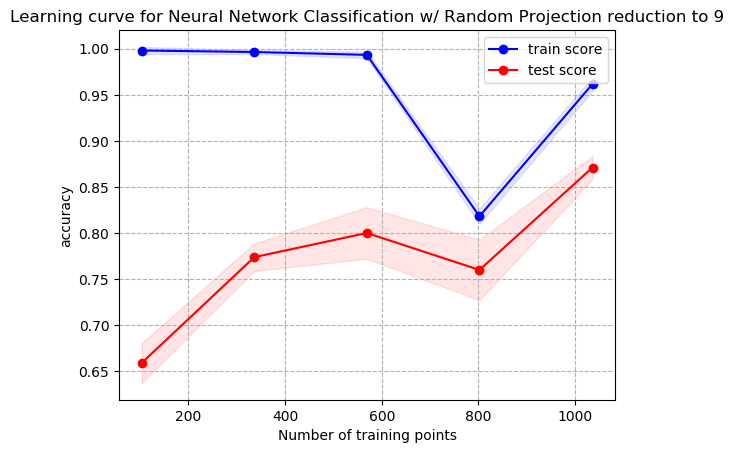 Learning curve for Neural Network Classification w/ Random Projection reduction to 9
1.00
0.95
0.90
0.85
0.80
0.75
0.70
0.65
accuracy
train score
test score
200
400
600
800
1000
Number of training points